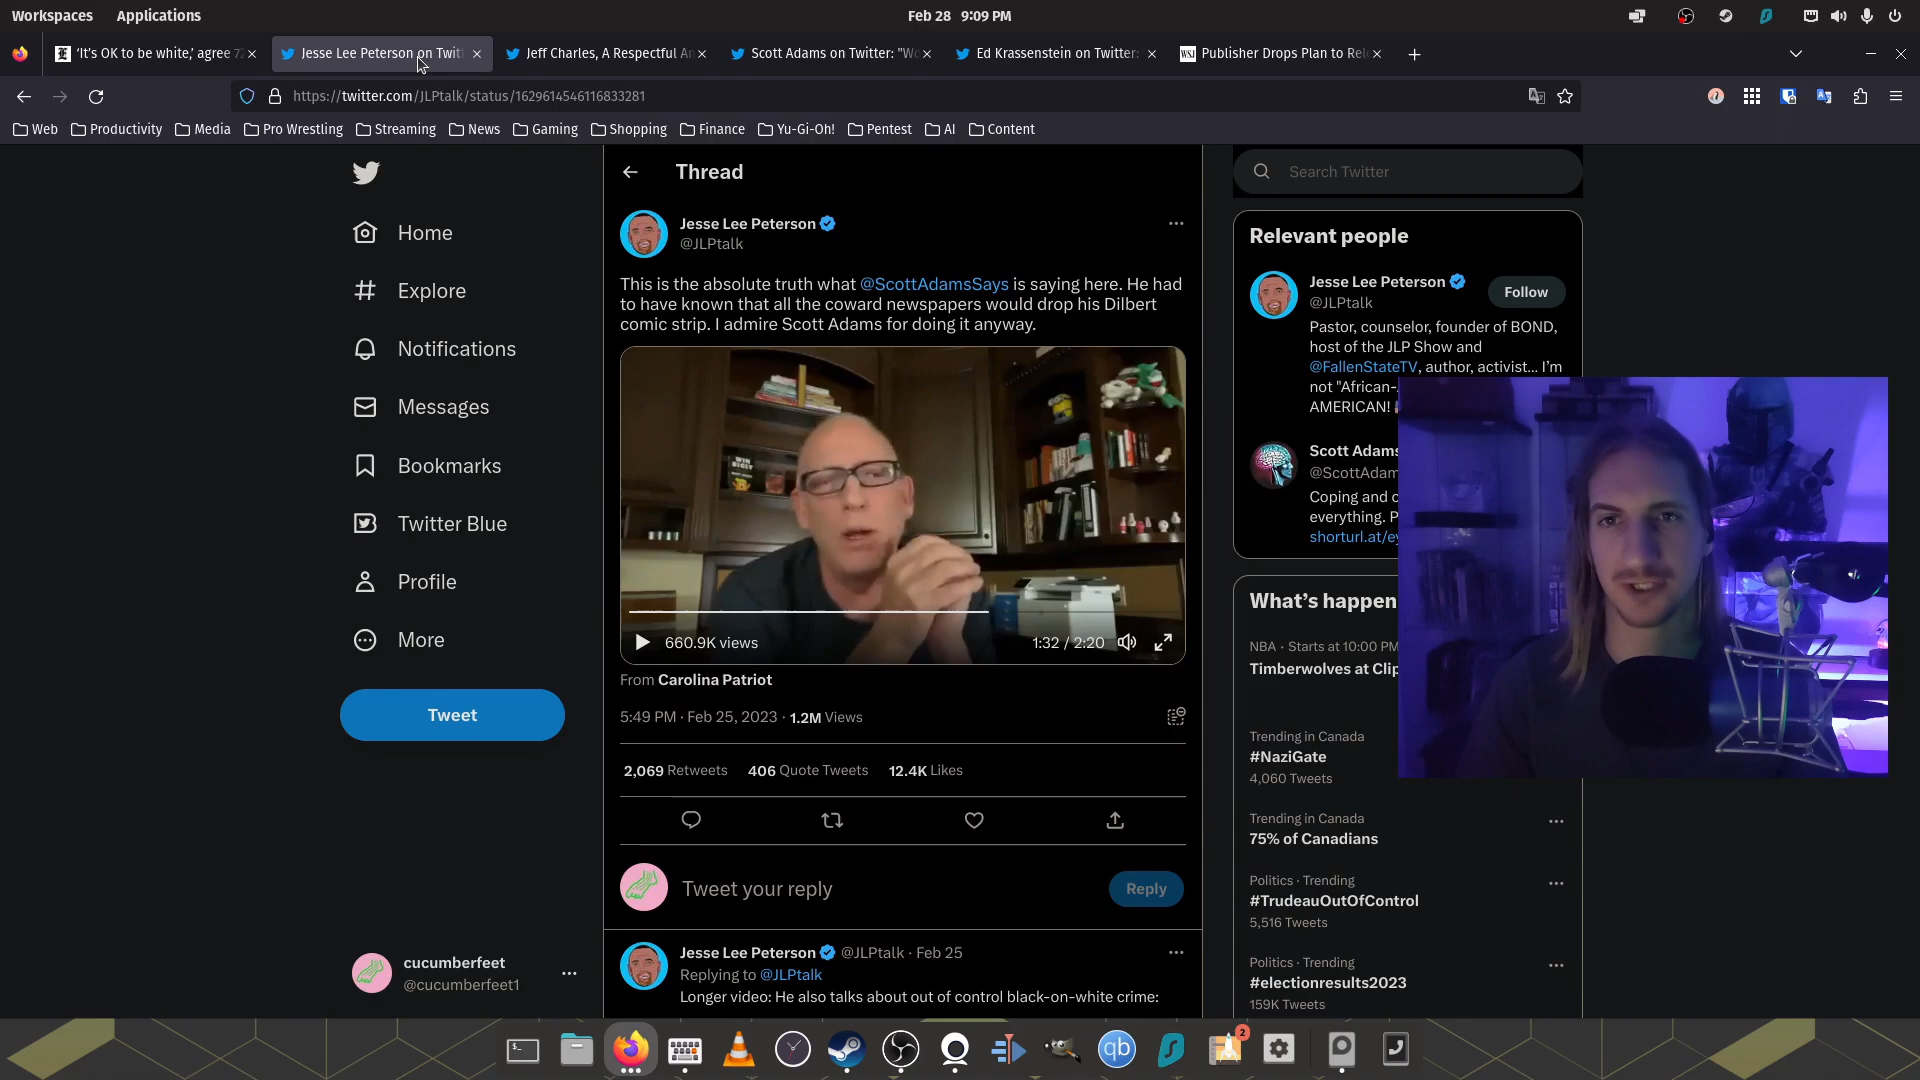 Workspaces
Applications
Feb 28 9:09 PM
'It's OK to be white,' agree 7
Jesse Lee Peterson on Twit
Jeff Charles, A Respectful A
Scott Adams on Twitter: "W
Ed Krassenstein on Twitter:
WSJ
Publisher Drops Plan to Rel
https://twitter.com/JLPtalk/status/1629614546116833281
Web
Productivity
Media
Pro Wrestling
Streaming
News
Gaming
Shopping
Finance
Yu-Gi-Oh!
Pentest
AI
Content
Home
Explore
Notifications
Messages
Bookmarks
Twitter Blue
Profile
More
Tweet
cucumberfeet
@cucumberfeet1
Thread
Jesse Lee Peterson
@JLPtalk
This is the absolute truth what @ScottAdamsSays is saying here. He had
to have known that all the coward newspapers would drop his Dilbert
comic strip. I admire Scott Adams for doing it anyway.
WIN
BIGLY
660.9K views
1:32 / 2:20
From Carolina Patriot
5:49 PM · Feb 25, 2023 · 1.2M Views
2,069 Retweets 406 Quote Tweets 12.4K Likes
Tweet your reply
Reply
Jesse Lee Peterson @JLPtalk · Feb 25
Replying to @JLPtalk
Longer video: He also talks about out of control black-on-white crime:
Search Twitter
Relevant people
Jesse Lee Peterson
@JLPtalk
Follow
Pastor, counselor, founder of BOND,
host of the JLP Show and
@FallenStateTV, author, activist... I'm
not "African-
AMERICAN!
Scott Adams
@ScottAdam
Coping and c
everything. P
shorturl.at/ey
What's happen
NBA · Starts at 10:00 PM
Timberwolves at Clip
Trending in Canada
#NaziGate
4,060 Tweets
Trending in Canada
75% of Canadians
Politics · Trending
#TrudeauOutOfControl
5,516 Tweets
Politics · Trending
#electionresults2023
159K Tweets
qb
2